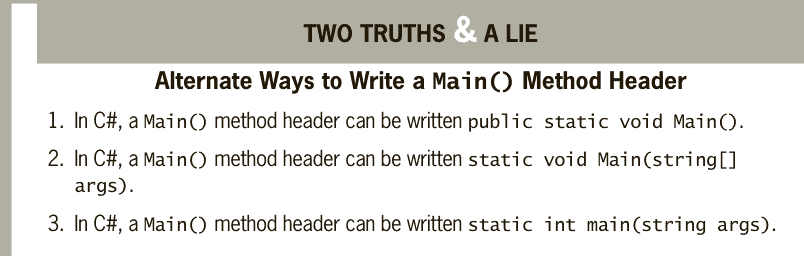 TWO TRUTHS & A LIE
Alternate Ways to Write a Main() Method Header
1. In C#, a Main() method header can be written public static void Main().
2. In C#, a Main() method header can be written static void Main(string[]
args).
3. In C#, a Main() method header can be written static int main(string args).